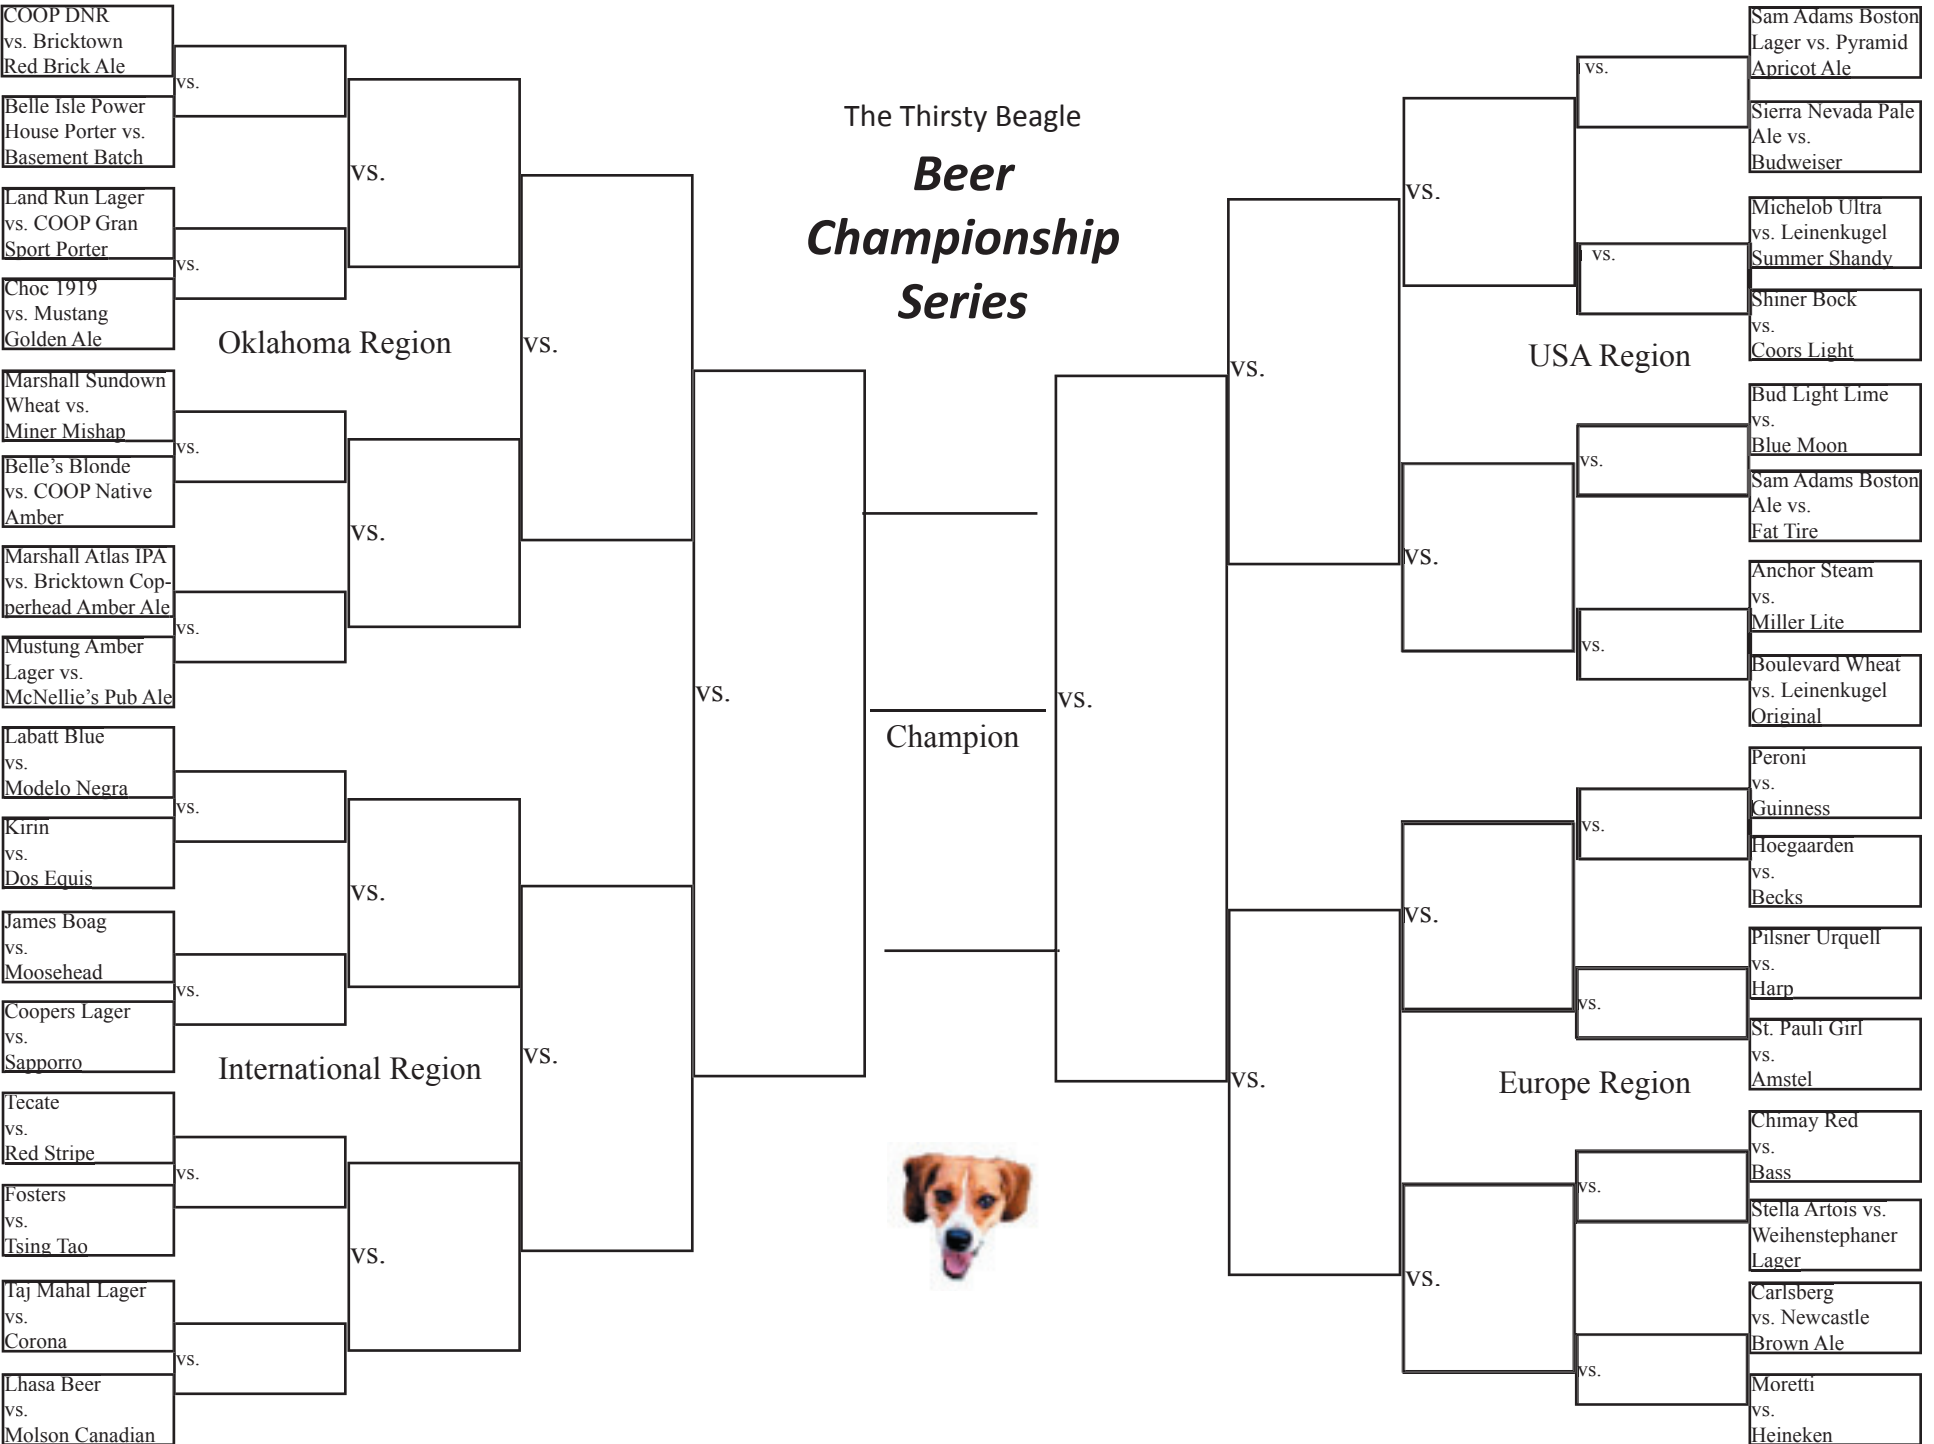 The Thirsty Beagle
Beer
Championship
Series
COOP DNR
vs. Bricktown
Red Brick Ale
Belle Isle Power
House Porter vs.
Basement Batch
Land Run Lager
vs. COOP Gran
Sport Porter
Choc 1919
vs. Mustang
Golden Ale
Marshall Sundown
Wheat vs.
Miner Mishap
Belle’s Blonde
vs. COOP Native
Amber
Marshall Atlas IPA
vs. Bricktown Cop-
perhead Amber Ale
Mustung Amber
Lager vs.
McNellie’s Pub Ale
vs.
vs.
vs.
vs.
vs.
vs.
vs.
Oklahoma Region
Labatt Blue
vs.
Modelo Negra
Kirin
vs.
Dos Equis
James Boag
vs.
Moosehead
Coopers Lager
vs.
Sapporro
Tecate
vs.
Red Stripe
Fosters
vs.
Tsing Tao
Taj Mahal Lager
vs.
Corona
Lhasa Beer
vs.
Molson Canadian
vs.
vs.
vs.
vs.
vs.
vs.
vs.
International Region
vs.
Champion
vs.
Sam Adams Boston
Lager vs. Pyramid
Apricot Ale
Sierra Nevada Pale
Ale vs.
Budweiser
Michelob Ultra
vs. Leinenkugel
Summer Shandy
Shiner Bock
vs.
Coors Light
Bud Light Lime
vs.
Blue Moon
Sam Adams Boston
Ale vs.
Fat Tire
Anchor Steam
vs.
Miller Lite
Boulevard Wheat
vs. Leinenkugel
Original
vs.
vs.
vs.
vs.
vs.
vs.
vs.
USA Region
Peroni
vs.
Guinness
Hoegaarden
vs.
Becks
Pilsner Urquell
vs.
Harp
St. Pauli Girl
vs.
Amstel
Chimay Red
vs.
Bass
Stella Artois vs.
Weihenstephaner
Lager
Carlsberg
vs. Newcastle
Brown Ale
Moretti
vs.
Heineken
vs.
vs.
vs.
vs.
vs.
vs.
vs.
Europe Region